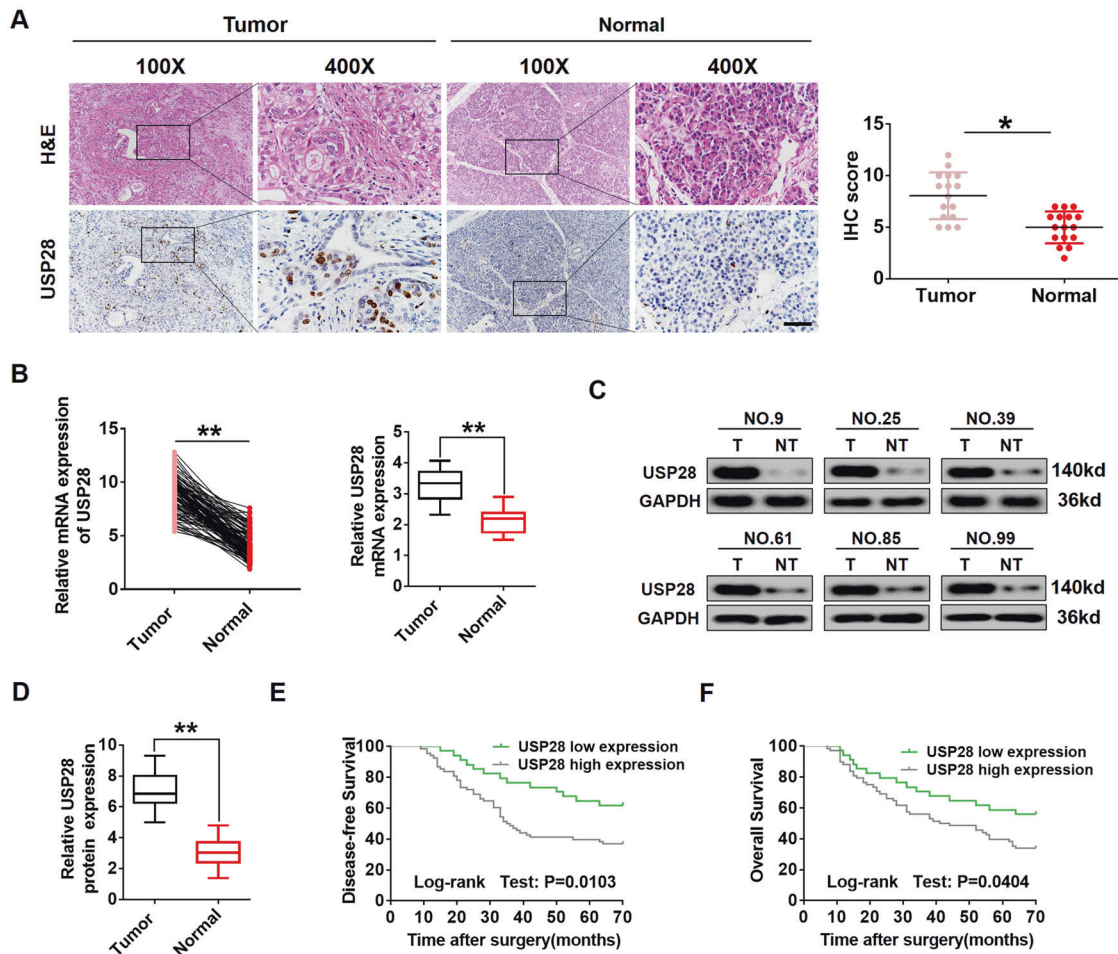 A
Tumor Normal
100X 400X 100X 400X
H&E
USP28
IHC score
15
10
5
0
*
Tumor Normal
B
Relative mRNA expression
of USP28
15
10
5
0
**
Tumor Normal
Relative USP28
mRNA expression
5
4
3
2
1
0
**
Tumor Normal
C
NO.9 NO.25 NO.39
T NT T NT T NT
USP28 140kd
GAPDH 36kd
NO.61 NO.85 NO.99
T NT T NT T NT
USP28 140kd
GAPDH 36kd
D
Relative USP28
protein expression
10
8
6
4
2
0
**
Tumor Normal
E
Disease-free Survival
100
80
60
40
20
0
USP28 low expression
USP28 high expression
Log-rank Test: P=0.0103
0 10 20 30 40 50 60 70
Time after surgery(months)
F
Overall Survival
100
80
60
40
20
0
USP28 low expression
USP28 high expression
Log-rank Test: P=0.0404
0 10 20 30 40 50 60 70
Time after surgery(months)